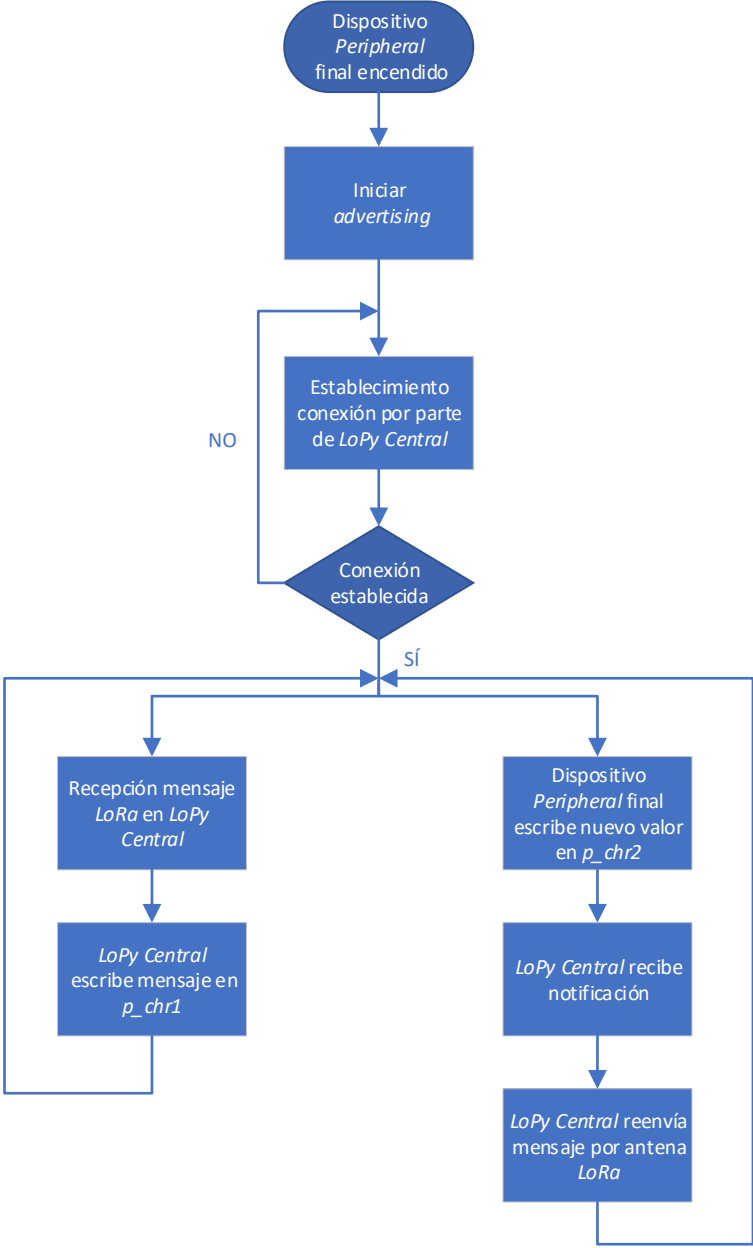 Dispositivo
Peripheral
final encendido
Iniciar
advertising
Establecimiento
conexión por parte
de LoPy Central
NO
Conexión
establecida
SÍ
Recepción mensaje
LoRa en LoPy
Central
LoPy Central
escribe mensaje en
p_chr1
Dispositivo
Peripheral final
escribe nuevo valor
en p_chr2
LoPy Central recibe
notificación
LoPy Central reenvía
mensaje por antena
LoRa